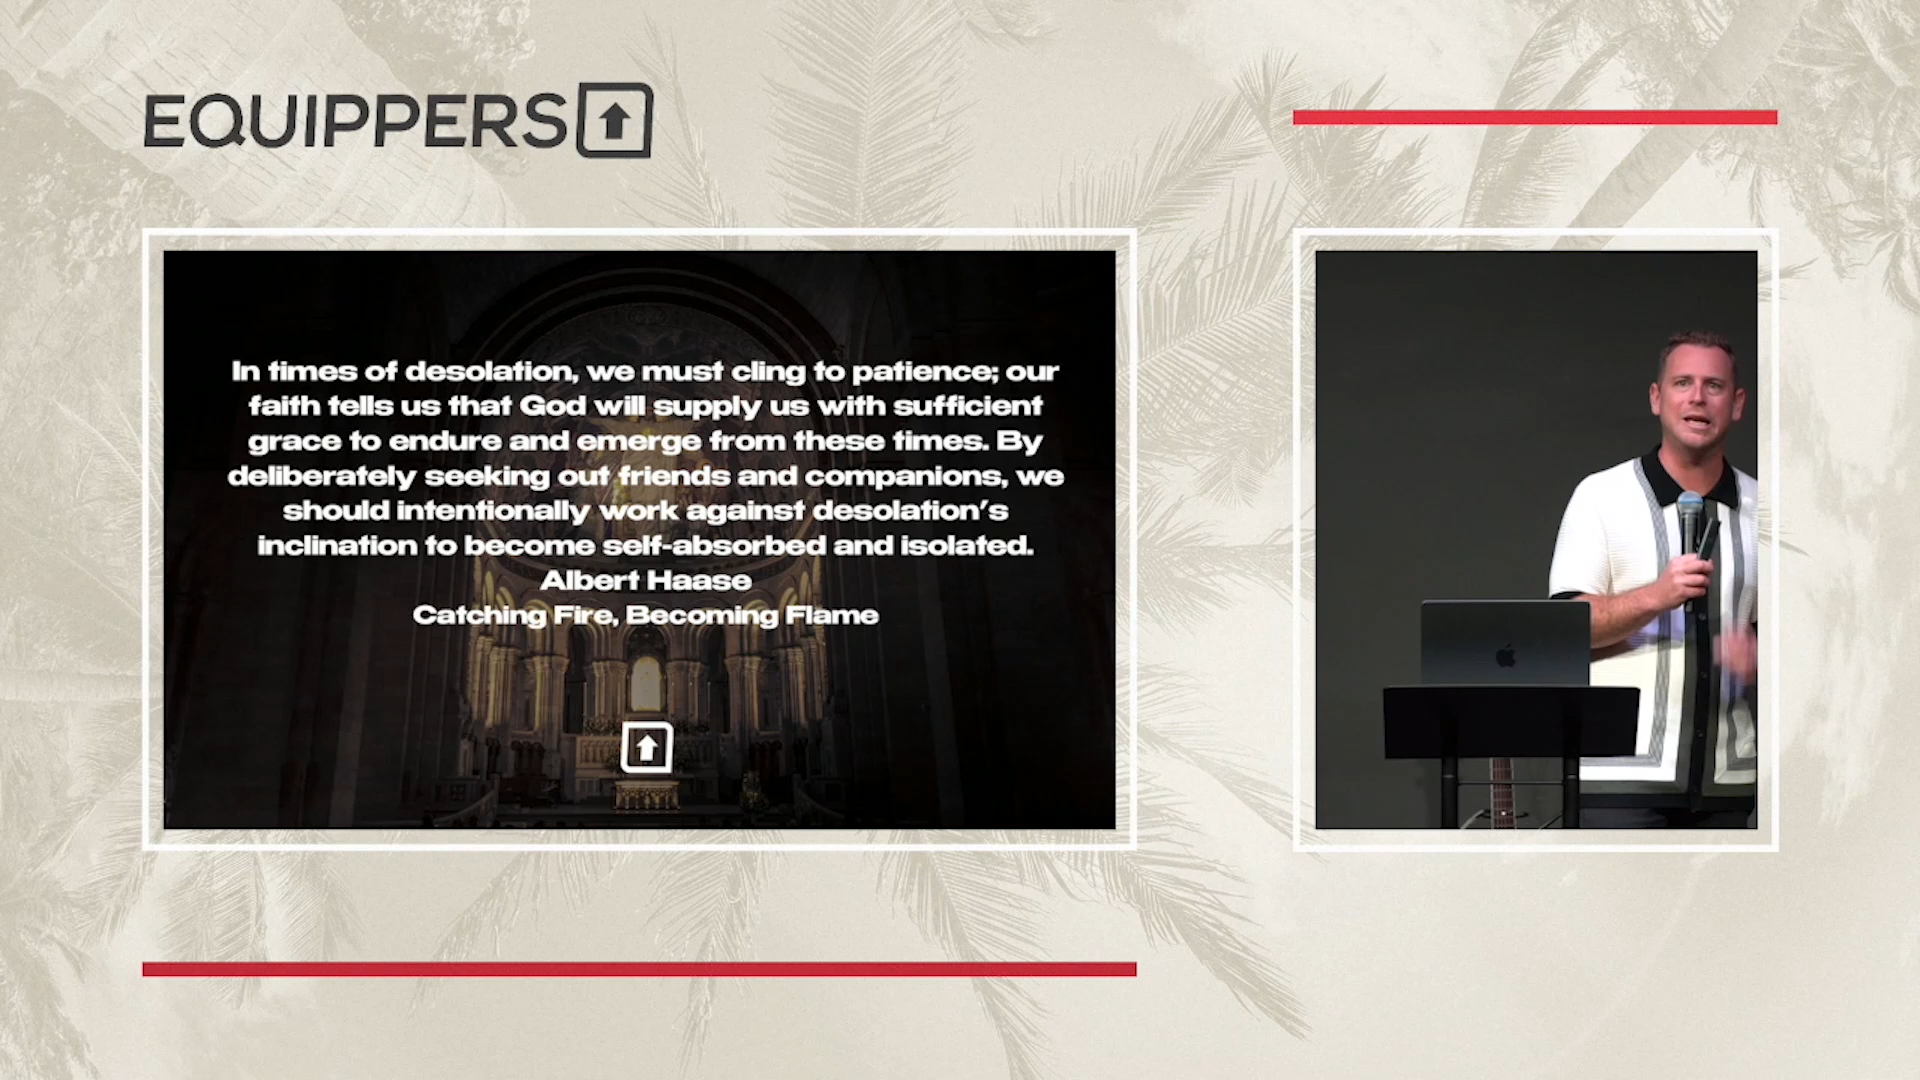 EQUIPPERS
In times of desolation, we must cling to patience; our
faith tells us that God will supply us with sufficient
grace to endure and emerge from these times. By
deliberately seeking out friends and companions, we
should intentionally work against desolation's
inclination to become self-absorbed and isolated.
Albert Haase
Catching Fire, Becoming Flame